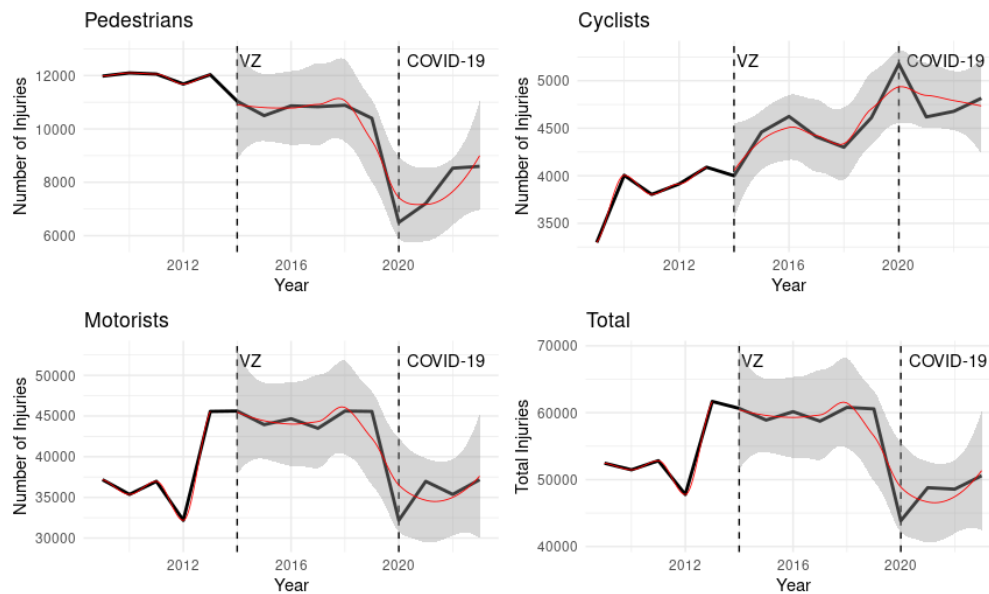 Pedestrians
Number of Injuries
12000
10000
8000
6000
VZ
COVID-19
2012
2016
2020
Year
Cyclists
Number of Injuries
5000
4500
4000
3500
VZ
COVID-19
2012
2016
2020
Year
Motorists
Number of Injuries
50000
45000
40000
35000
30000
VZ
COVID-19
2012
2016
2020
Year
Total
Total Injuries
70000
60000
50000
40000
VZ
COVID-19
2012
2016
2020
Year